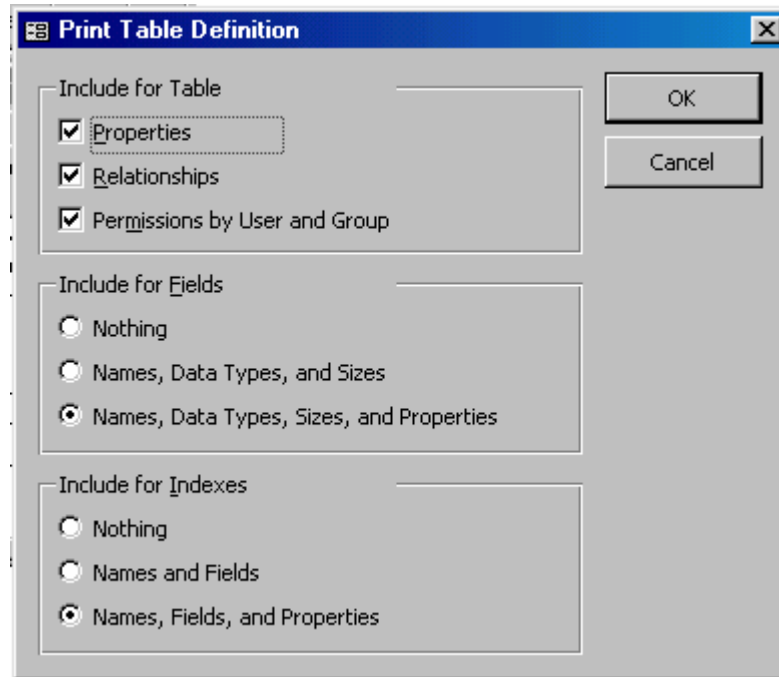 Print Table Definition
Include for Table
Properties
Relationships
Permissions by User and Group
OK
Cancel
Include for Fields
Nothing
Names, Data Types, and Sizes
Names, Data Types, Sizes, and Properties
Include for Indexes
Nothing
Names and Fields
Names, Fields, and Properties